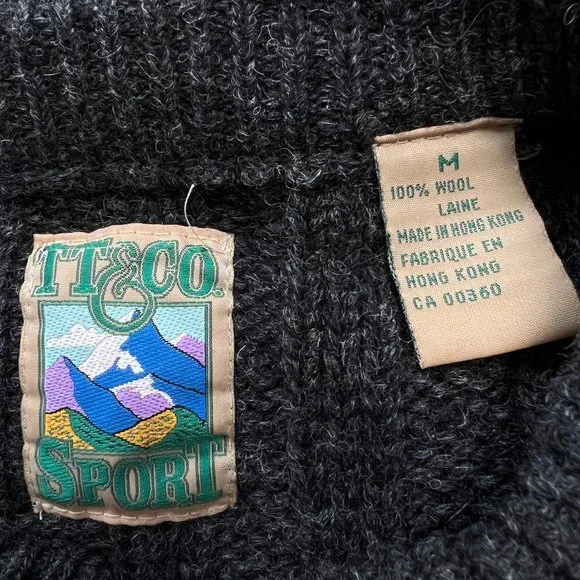 TT&CO.
SPORT
M
100% WOOL
LAINE
MADE IN HONG KONG
FABRIQUE EN
HONG KONG
CA 00360